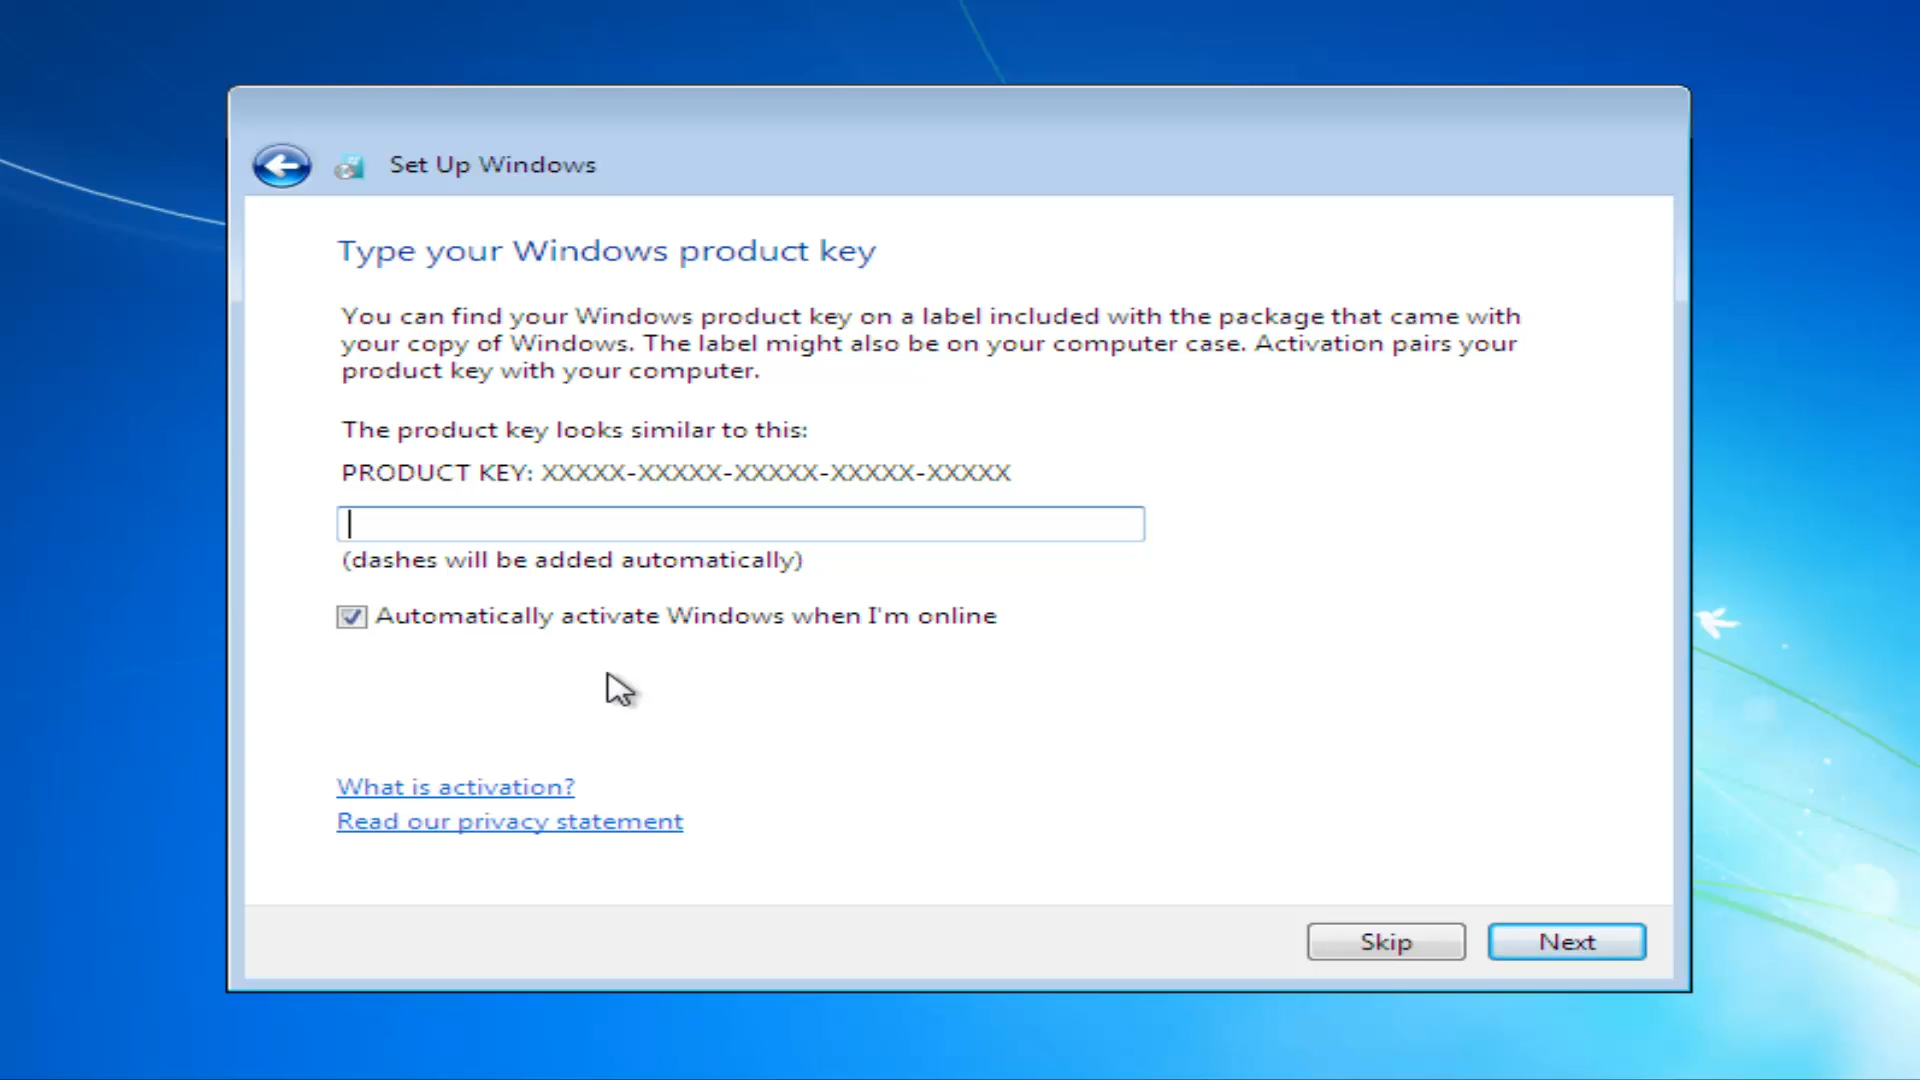 Set Up Windows
Type your Windows product key
You can find your Windows product key on a label included with the package that came with
your copy of Windows. The label might also be on your computer case. Activation pairs your
product key with your computer.
The product key looks similar to this:
PRODUCT KEY: XXXXX-XXXXX-XXXXX-XXXXX-XXXXX
(dashes will be added automatically)
Automatically activate Windows when I'm online
What is activation?
Read our privacy statement
Skip
Next